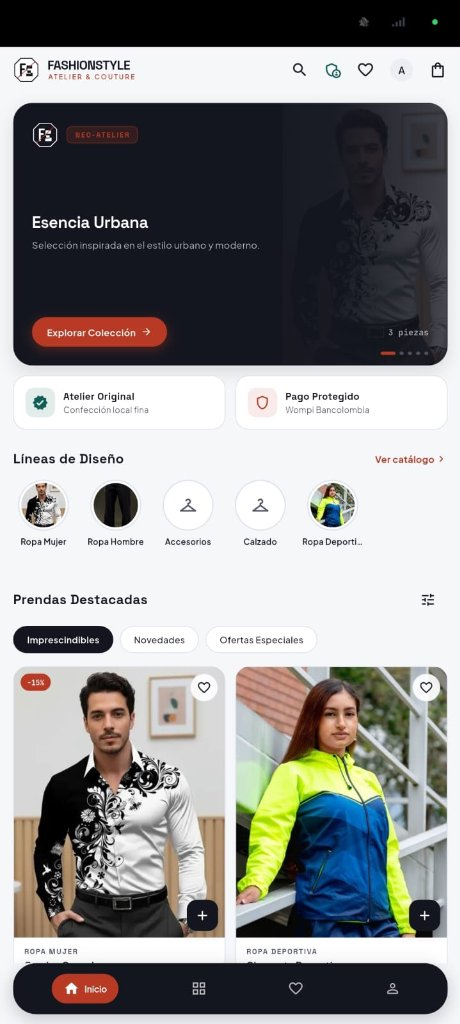 FS
FASHIONSTYLE
ATELIER & COUTURE
A
FS
NEO-ATELIER
Esencia Urbana
Selección inspirada en el estilo urbano y moderno.
Explorar Colección
3 piezas
Atelier Original
Confección local fina
Pago Protegido
Wompi Bancolombia
Líneas de Diseño
Ver catálogo
Ropa Mujer
Ropa Hombre
Accesorios
Calzado
Ropa Deporti...
Prendas Destacadas
Imprescindibles
Novedades
Ofertas Especiales
-15%
ROPA MUJER
ROPA DEPORTIVA
Inicio